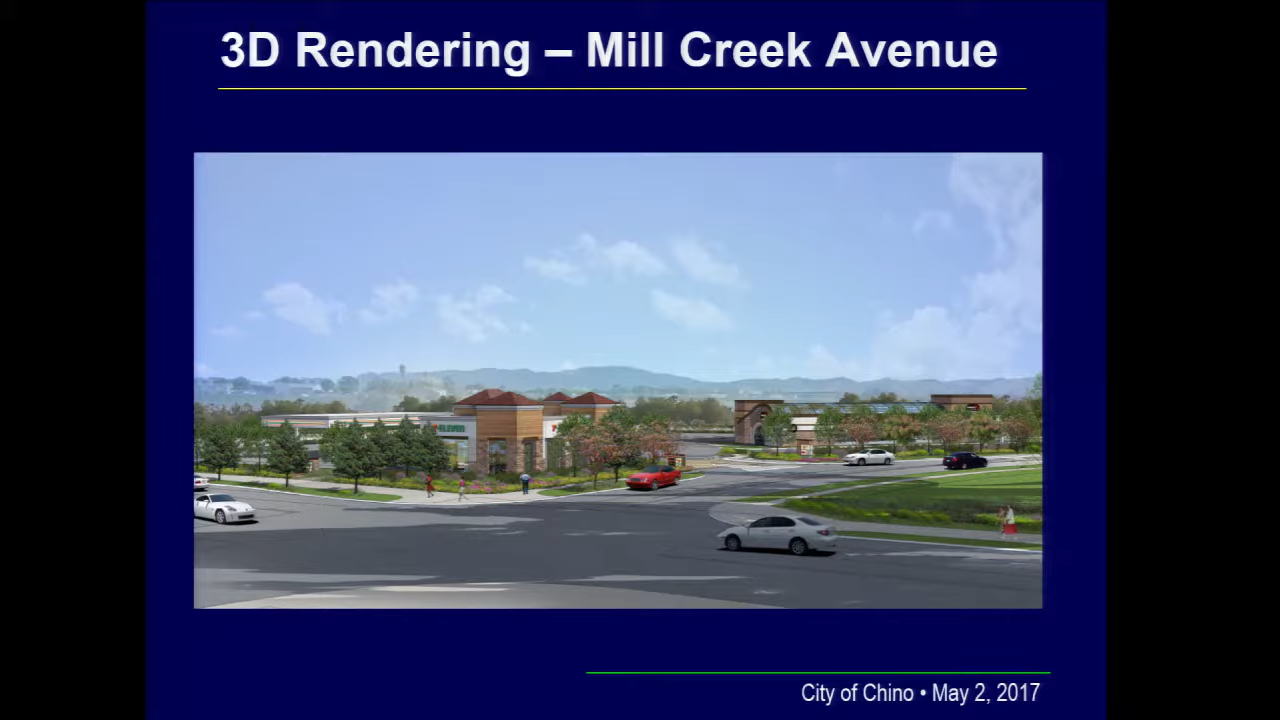 3D Rendering – Mill Creek Avenue
City of Chino • May 2, 2017